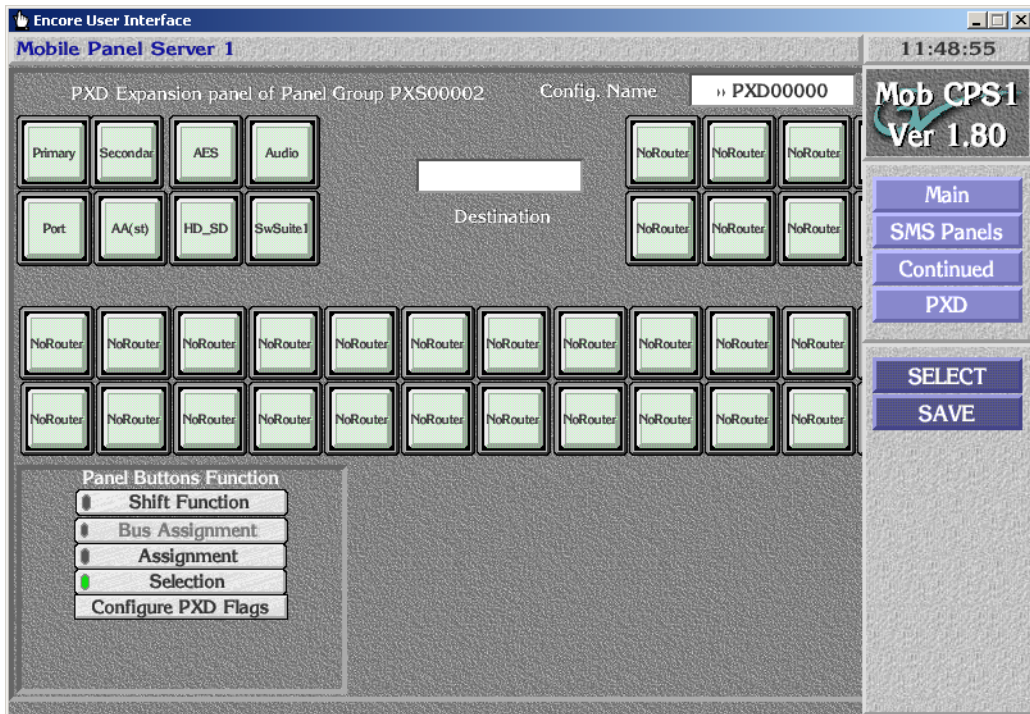 Encore User Interface
Mobile Panel Server 1
11:48:55
PXD Expansion panel of Panel Group PXS00002
Config. Name
›› PXD00000
Mob CPS1
Ver 1.80
Primary Secondar AES Audio
NoRouter NoRouter NoRouter
Destination
Port AA(st) HD_SD SwSuite1
NoRouter NoRouter NoRouter
Main
SMS Panels
Continued
PXD
NoRouter NoRouter NoRouter NoRouter NoRouter NoRouter NoRouter NoRouter NoRouter NoRouter NoRouter
NoRouter NoRouter NoRouter NoRouter NoRouter NoRouter NoRouter NoRouter NoRouter NoRouter NoRouter
SELECT
SAVE
Panel Buttons Function
Shift Function
Bus Assignment
Assignment
Selection
Configure PXD Flags